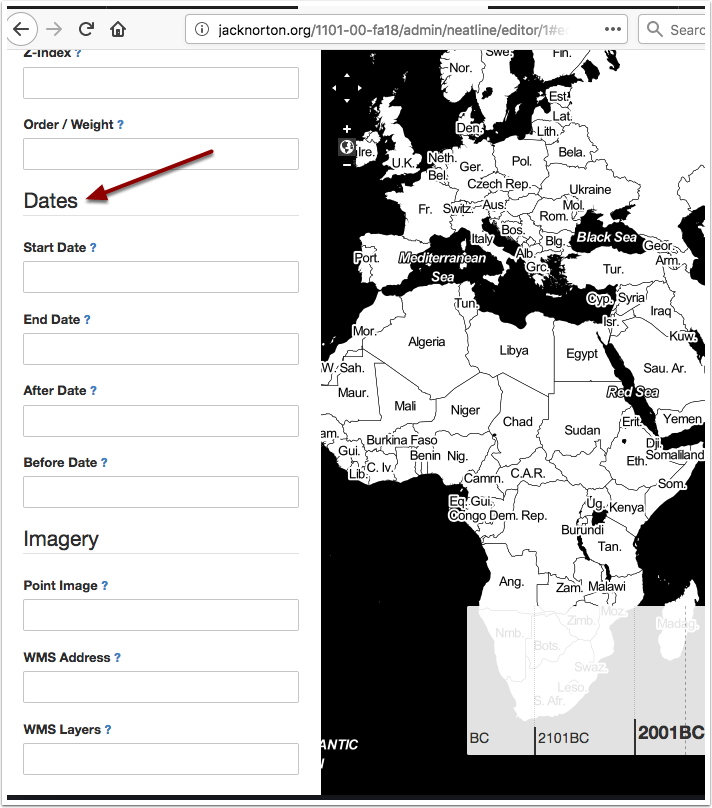 jacknorton.org/1101-00-fa18/admin/neatline/editor/1#e
Searc
Z-Index ?
Order / Weight ?
Dates
Start Date ?
End Date ?
After Date ?
Before Date ?
Imagery
Point Image ?
WMS Address ?
WMS Layers ?
Nor.
Swe.
Fin.
Est.
Lat.
Den.
Lith.
Ire.
U.K.
Neth.
Bel.
Ger.
Pol.
Bela.
Czech Rep.
Ukraine
Fr.
Switz.
Aus.
Mol.
Rom.
Italy
Bos.
Blg.
Black Sea
Geor.
Port.
Mediterranean
Sea
Alb.
Grc.
Tur.
Arm.
Tun.
Cyp.
Syria
Isr.
Iraq
Kuw.
Mor.
Algeria
Libya
Egypt
Sau. Ar.
W. Sah.
Maur.
Mali
Niger
Chad
Sudan
Red Sea
Erit.
Yemen
am.
Burkina Faso
Gui.
Benin
Nig.
Dji.
Somaliland
Lib.
C. Iv.
Camrn.
C.A.R.
Eth.
Som.
Eq. Gui.
Congo
Dem. Rep.
Ug.
Kenya
Burundi
Tan.
Ang.
Zam.
Malawi
Moz.
Zimb.
Madag.
Nmb.
Bots.
Swaz.
Leso.
S. Afr.
BC
2101BC
2001BC
ANTIC